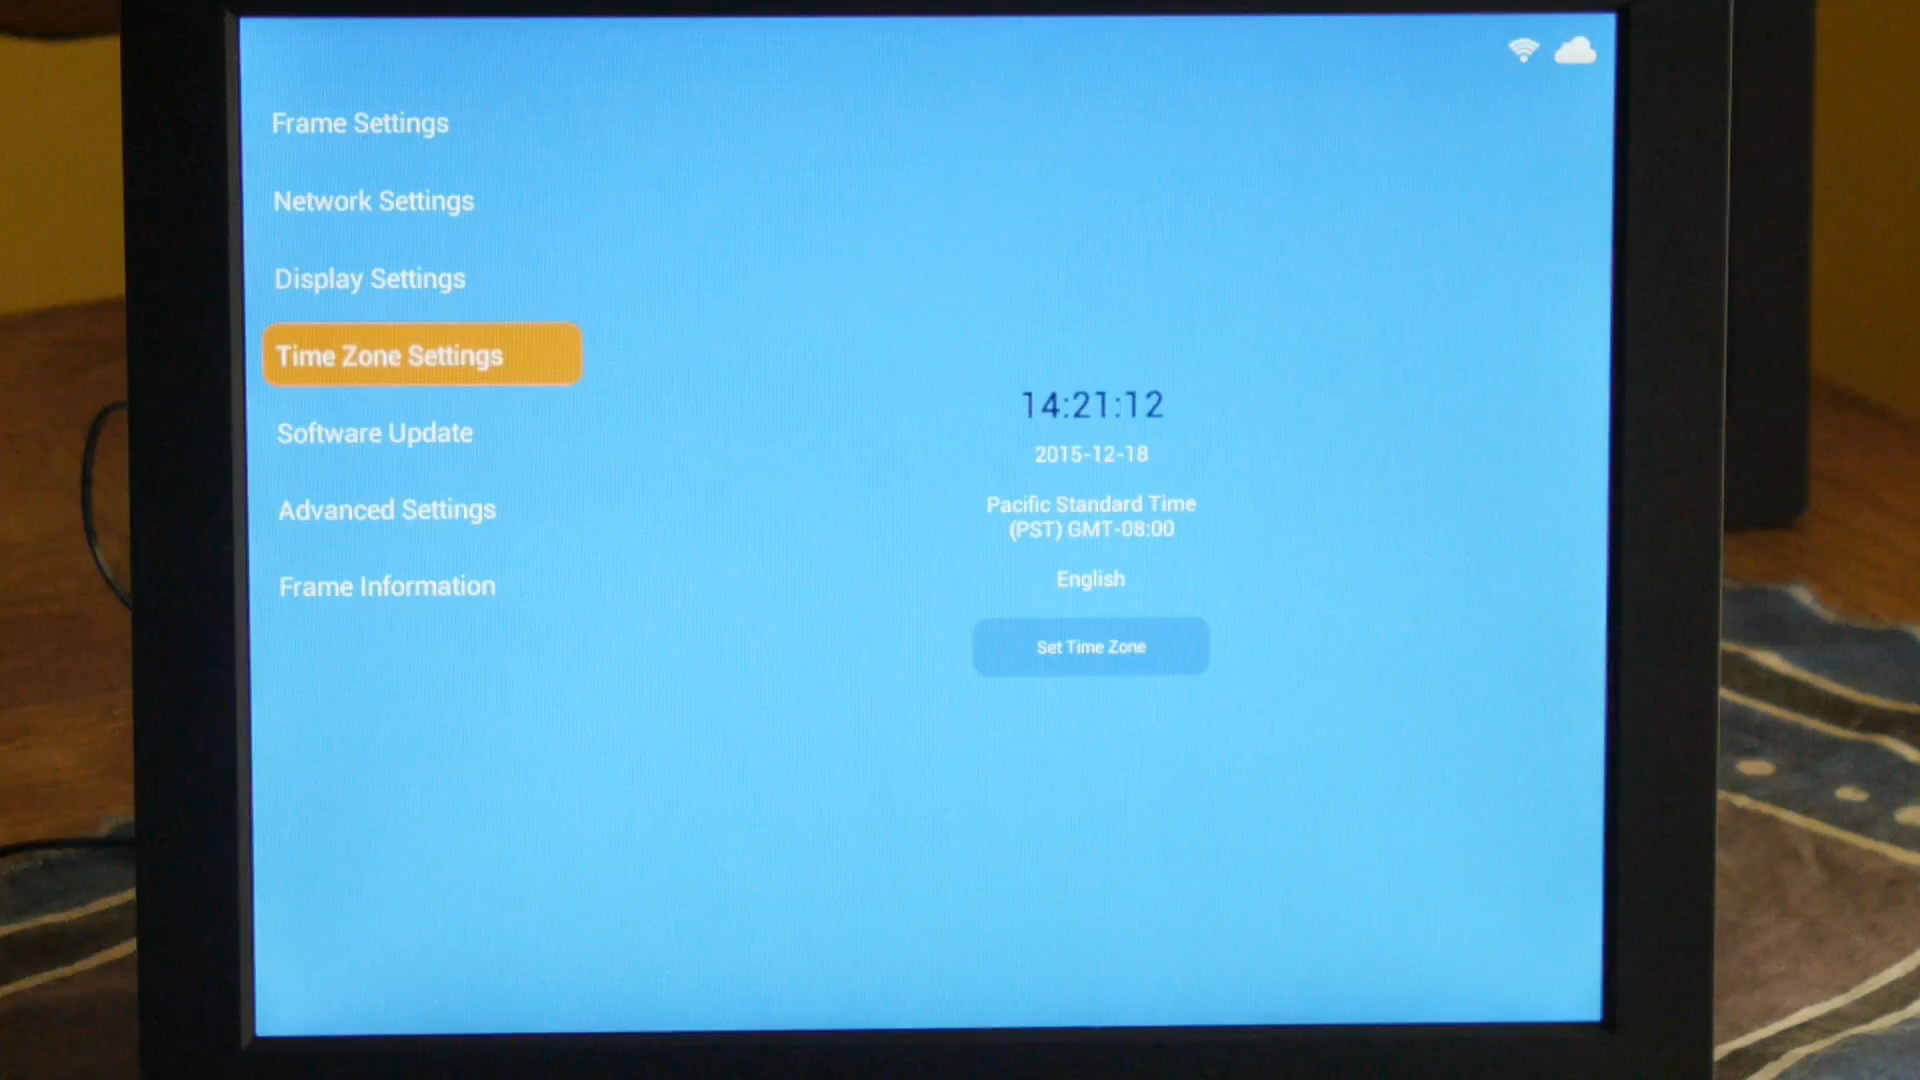 Frame Settings
Network Settings
Display Settings
Time Zone Settings
Software Update
Advanced Settings
Frame Information
14:21:12
2015-12-18
Pacific Standard Time
(PST) GMT-08:00
English
Set Time Zone